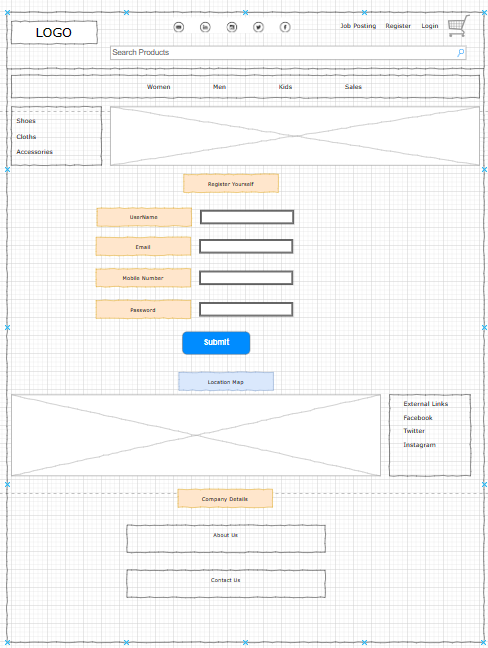 LOGO
Job Posting Register Login
Search Products
Women Men Kids Sales
Shoes
Cloths
Accessories
Register Yourself
UserName
Email
Mobile Number
Password
Submit
Location Map
External Links
Facebook
Twitter
Instagram
Company Details
About Us
Contact Us